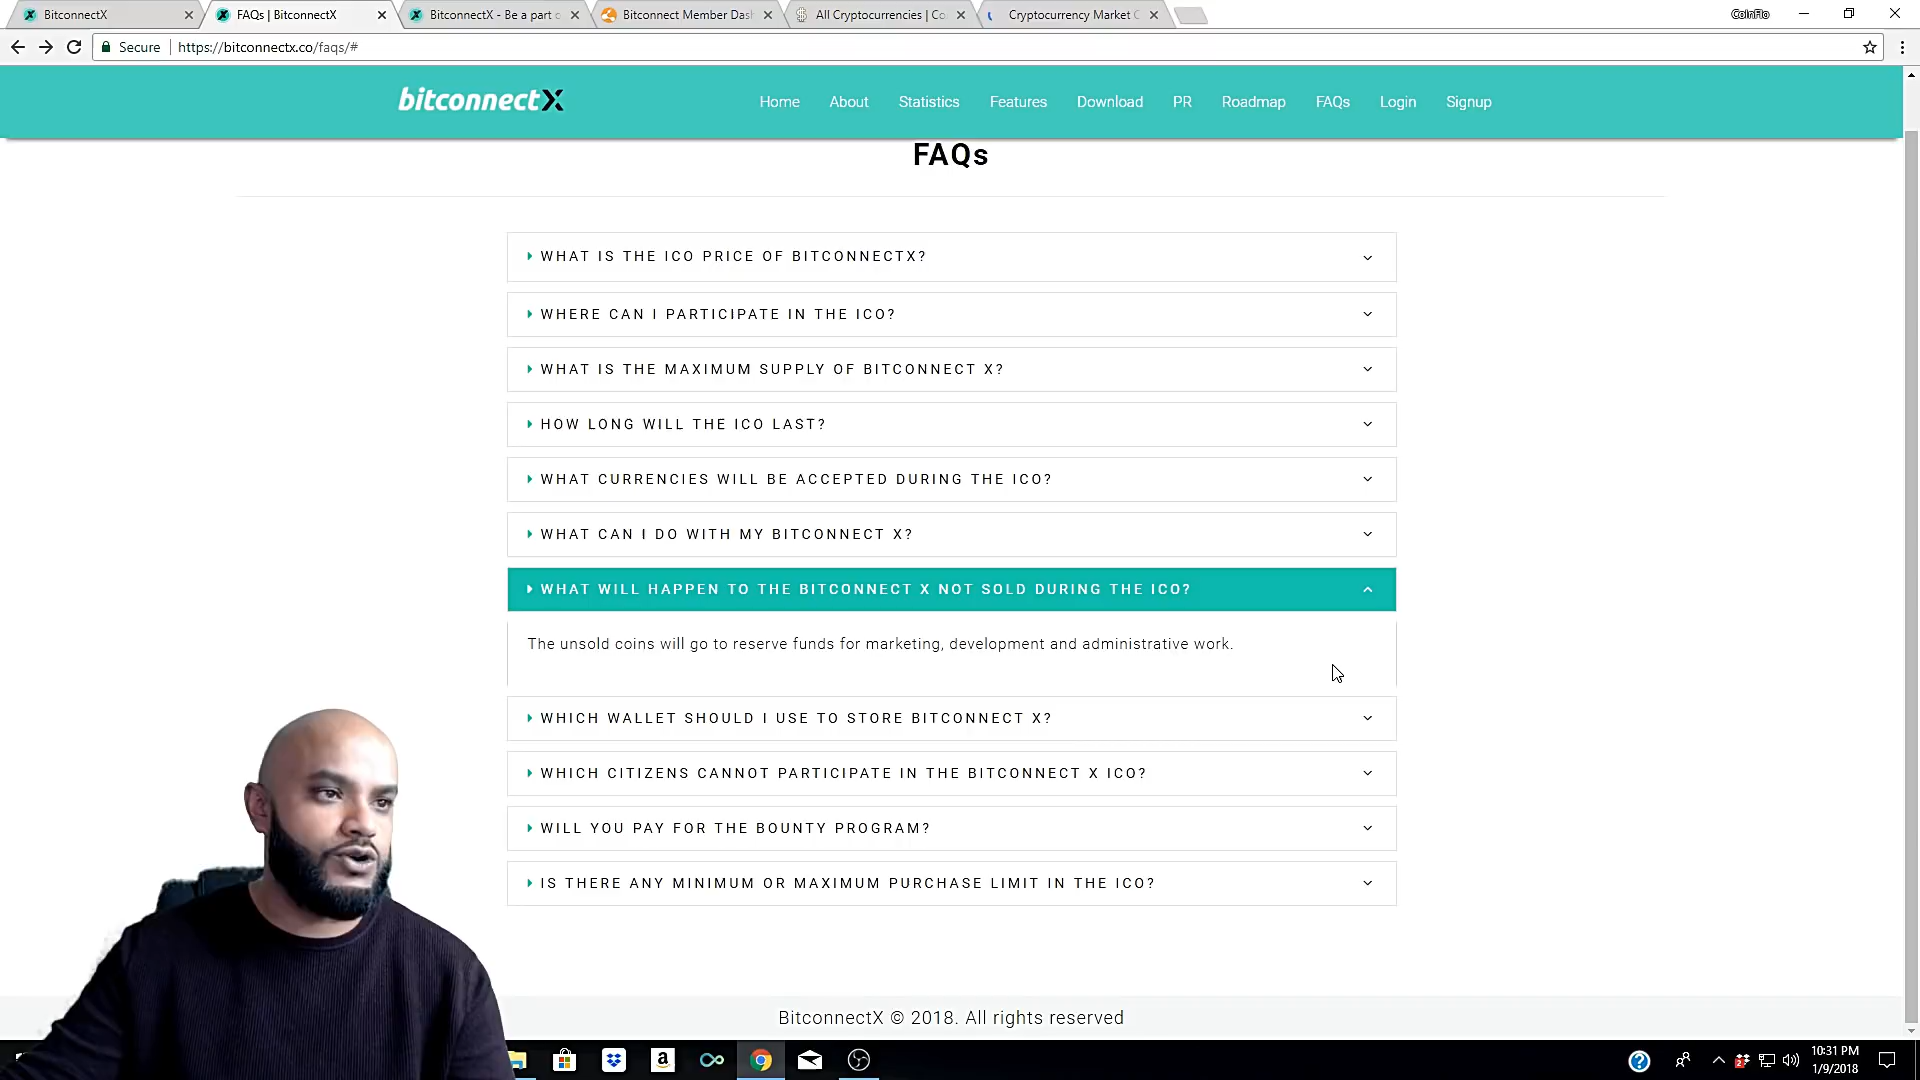 BitconnectX
FAQs | BitconnectX
BitconnectX - Be a part o
Bitconnect Member Das
All Cryptocurrencies | Co
Cryptocurrency Market C
CoinFlo
Secure
https://bitconnectx.co/faqs/#
bitconnectX
Home
About
Statistics
Features
Download
PR
Roadmap
FAQs
Login
Signup
FAQs
WHAT IS THE ICO PRICE OF BITCONNECTX?
WHERE CAN I PARTICIPATE IN THE ICO?
WHAT IS THE MAXIMUM SUPPLY OF BITCONNECT X?
HOW LONG WILL THE ICO LAST?
WHAT CURRENCIES WILL BE ACCEPTED DURING THE ICO?
WHAT CAN I DO WITH MY BITCONNECT X?
WHAT WILL HAPPEN TO THE BITCONNECT X NOT SOLD DURING THE ICO?
The unsold coins will go to reserve funds for marketing, development and administrative work.
WHICH WALLET SHOULD I USE TO STORE BITCONNECT X?
WHICH CITIZENS CANNOT PARTICIPATE IN THE BITCONNECT X ICO?
WILL YOU PAY FOR THE BOUNTY PROGRAM?
IS THERE ANY MINIMUM OR MAXIMUM PURCHASE LIMIT IN THE ICO?
BitconnectX © 2018. All rights reserved
10:31 PM
1/9/2018